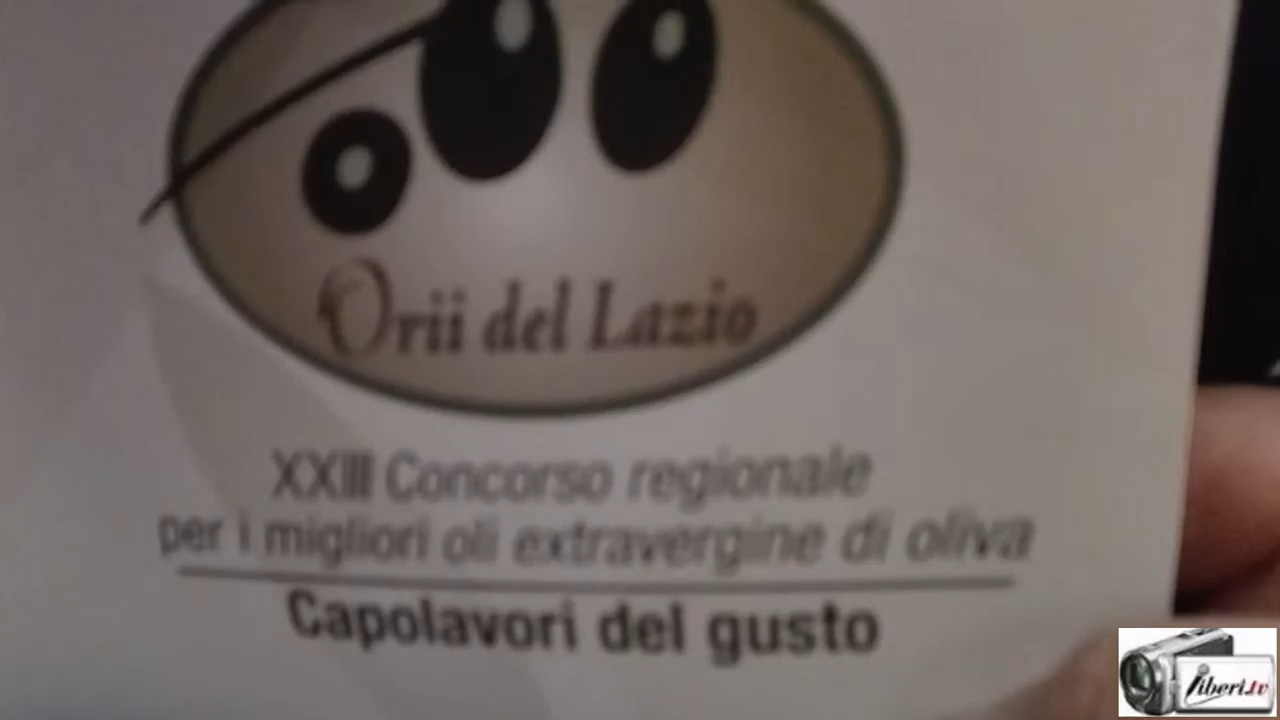 Orii del Lazio
XXIII Concorso regionale
per i migliori oli extravergine di oliva
Capolavori del gusto
liberi.tv